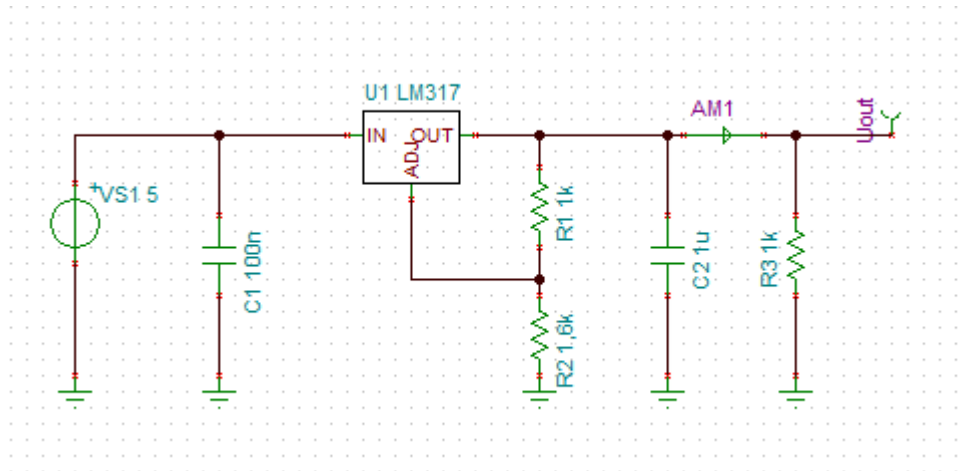 U1 LM317
IN
OUT
ADJ
+
VS1 5
C1 100n
R1 1k
R2 1,6k
C2 1u
AM1
R3 1k
Uout